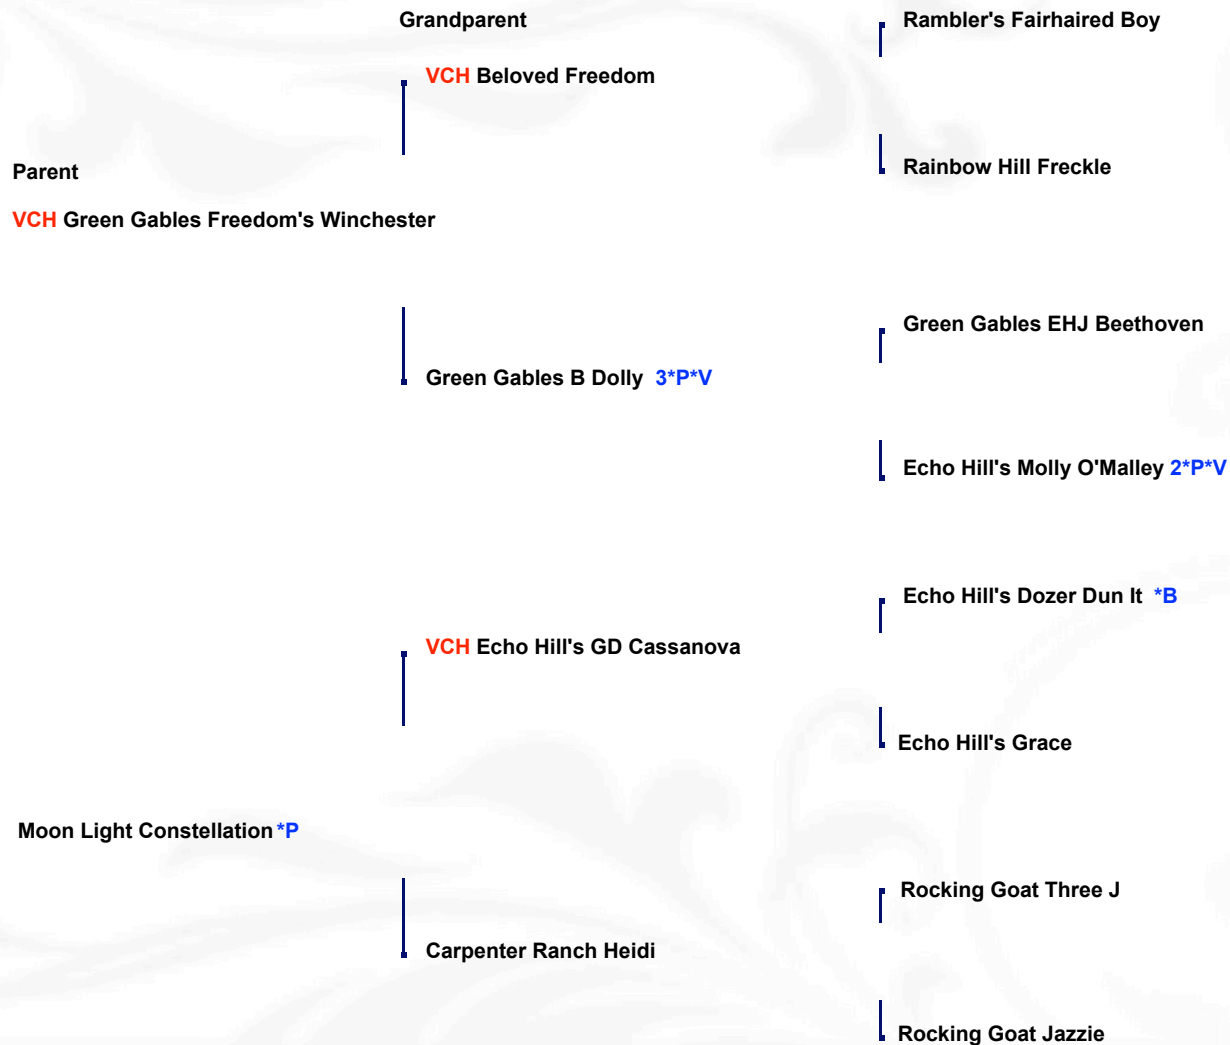 Grandparent
Rambler's Fairhaired Boy
VCH Beloved Freedom
Parent
Rainbow Hill Freckle
VCH Green Gables Freedom's Winchester
Green Gables EHJ Beethoven
Green Gables B Dolly 3*P*V
Echo Hill's Molly O'Malley 2*P*V
Echo Hill's Dozer Dun It *B
VCH Echo Hill's GD Cassanova
Echo Hill's Grace
Moon Light Constellation *P
Rocking Goat Three J
Carpenter Ranch Heidi
Rocking Goat Jazzie